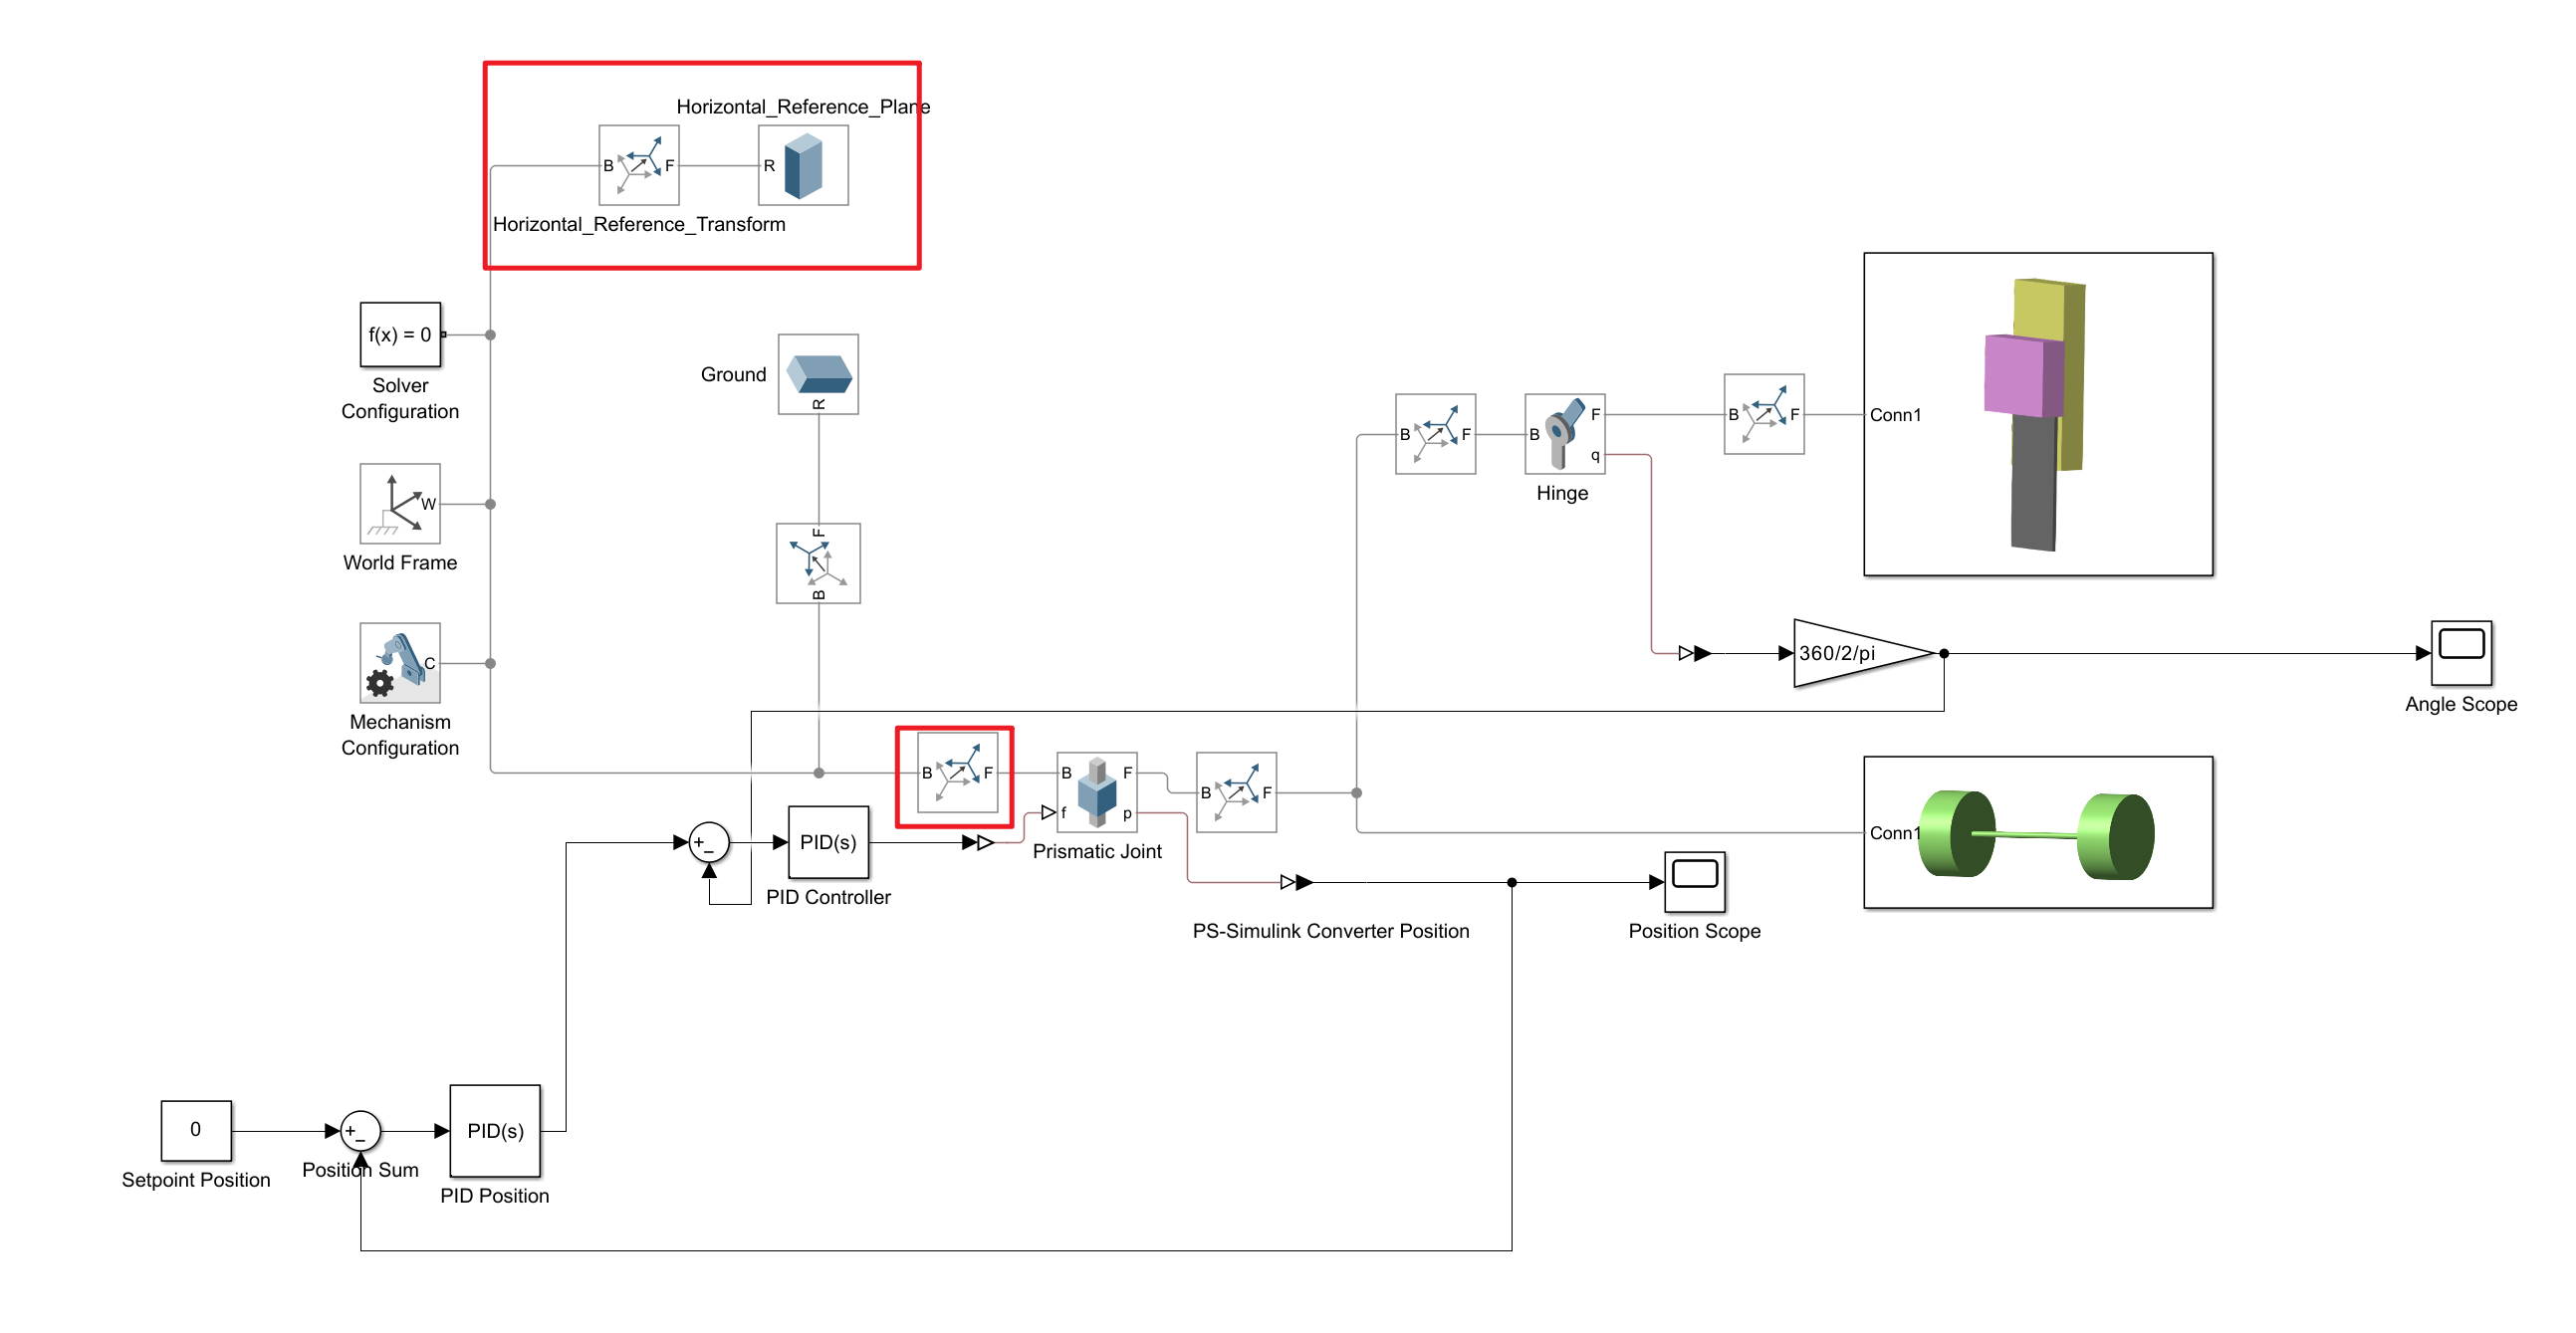 Horizontal_Reference_Plane
B
F
R
Horizontal_Reference_Transform
f(x) = 0
Solver
Configuration
Ground
R
W
World Frame
F
B
C
Mechanism
Configuration
B
F
B
F
q
Hinge
B
F
Conn1
360/2/pi
Angle Scope
B
F
B
F
f
p
Prismatic Joint
B
F
Conn1
+
−
PID(s)
PID Controller
PS-Simulink Converter Position
Position Scope
0
Setpoint Position
+
−
Position Sum
PID(s)
PID Position